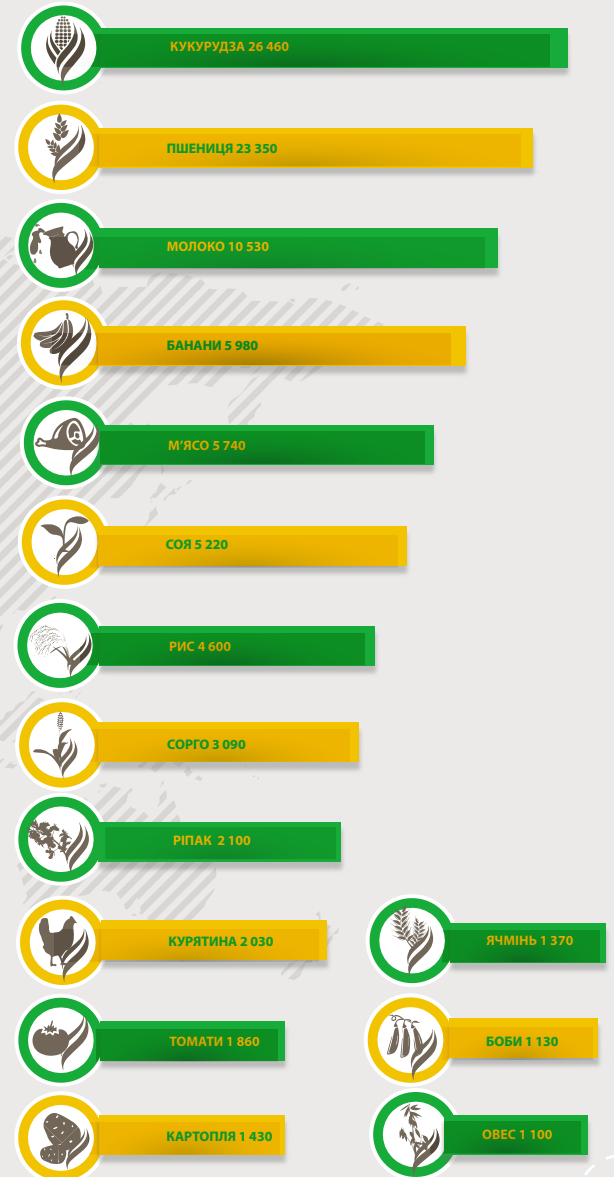 КУКУРУДЗА 26 460
ПШЕНИЦЯ 23 350
МОЛОКО 10 530
БАНАНИ 5 980
М’ЯСО 5 740
СОЯ 5 220
РИС 4 600
СОРГО 3 090
РІПАК 2 100
КУРЯТИНА 2 030
ТОМАТИ 1 860
КАРТОПЛЯ 1 430
ЯЧМІНЬ 1 370
БОБИ 1 130
ОВЕС 1 100